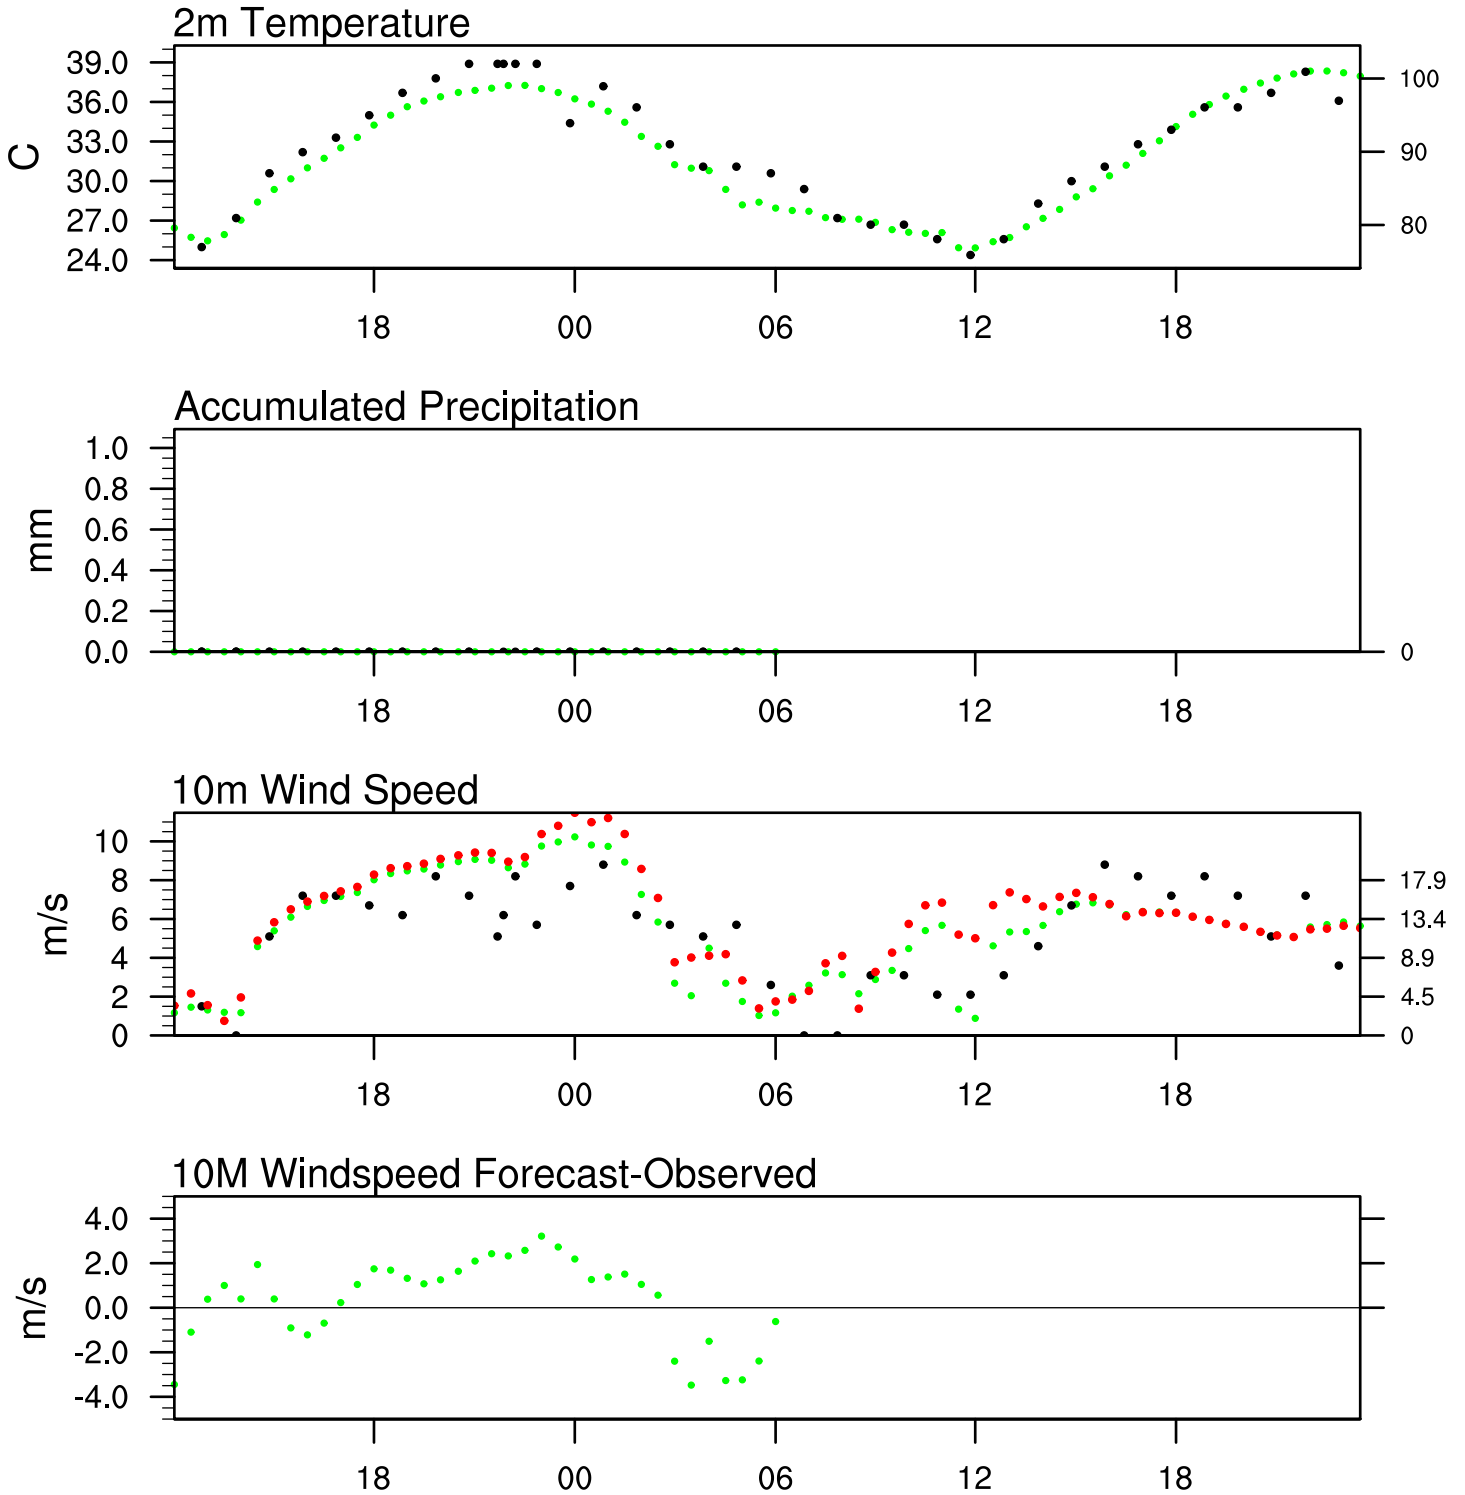 2m Temperature
39.0
36.0
33.0
30.0
27.0
24.0
C
100
90
80
18 00 06 12 18
Accumulated Precipitation
1.0
0.8
0.6
0.4
0.2
0.0
mm
0
18 00 06 12 18
10m Wind Speed
10
8
6
4
2
0
m/s
17.9
13.4
8.9
4.5
0
18 00 06 12 18
10M Windspeed Forecast-Observed
4.0
2.0
0.0
-2.0
-4.0
m/s
18 00 06 12 18